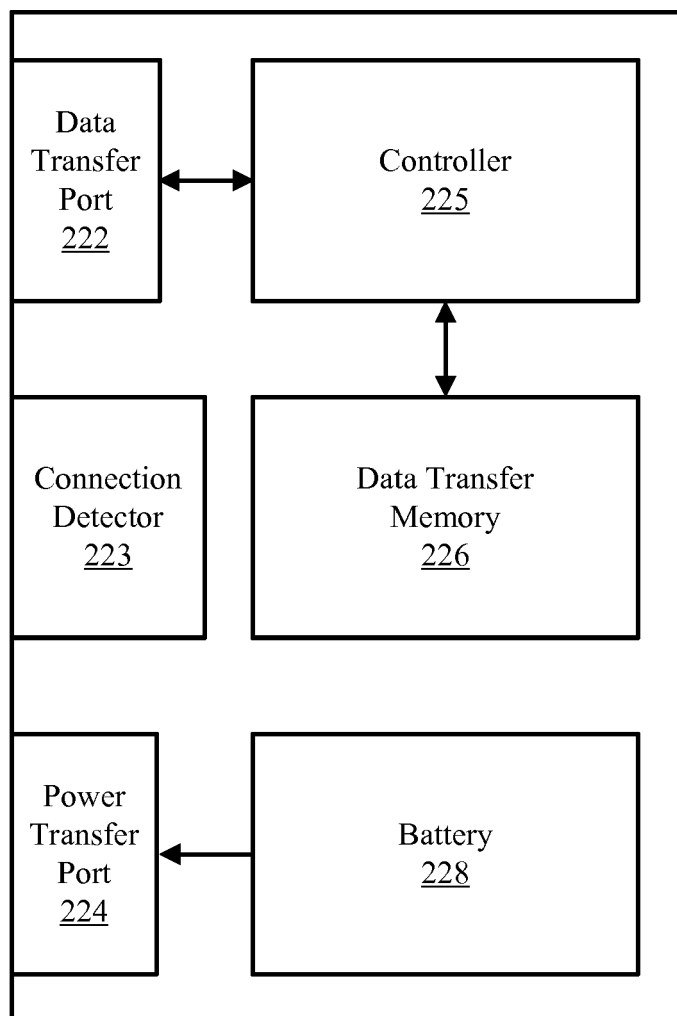 Data
Transfer
Port
222
Controller
225
Connection
Detector
223
Data Transfer
Memory
226
Power
Transfer
Port
224
Battery
228